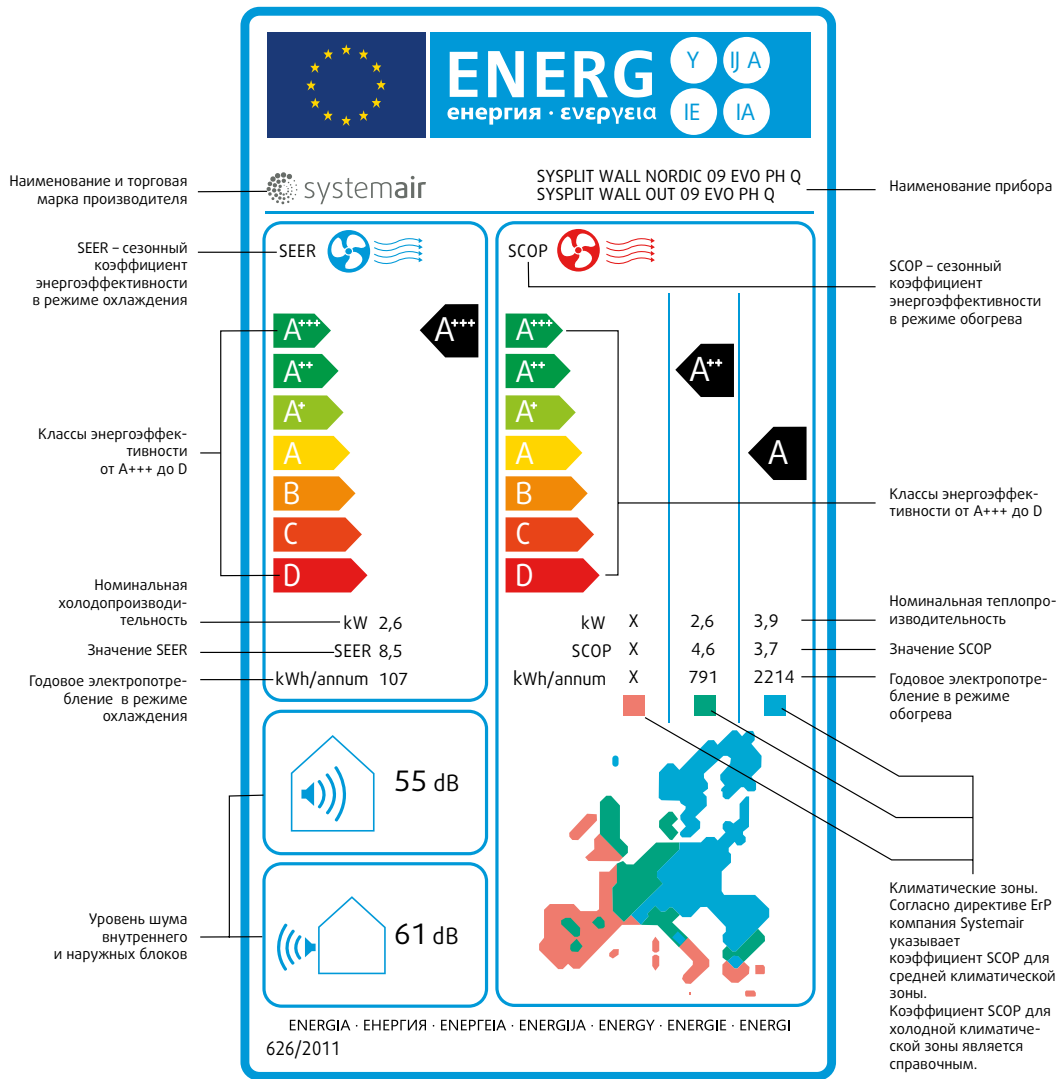 ENERG
Y
IJA
IE
IA
енергия · ενεργεια
systemair
SYSPLIT WALL NORDIC 09 EVO PH Q
SYSPLIT WALL OUT 09 EVO PH Q
Наименование и торговая
марка производителя
Наименование прибора
SEER – сезонный
коэффициент
энергоэффективности
в режиме охлаждения
SEER
SCOP
SCOP – сезонный
коэффициент
энергоэффективности
в режиме обогрева
A+++
A++
A+
A
B
C
D
A+++
A+++
A++
A+
A
B
C
D
A++
A
Классы энергоэффек-
тивности
от А+++ до D
Классы энергоэффек-
тивности от А+++ до D
Номинальная
холодопроизводи-
тельность
Значение SEER
Годовое электропотре-
бление в режиме
охлаждения
kW 2,6
SEER 8,5
kWh/annum 107
kW X 2,6 3,9
SCOP X 4,6 3,7
kWh/annum X 791 2214
Номинальная теплопро-
изводительность
Значение SCOP
Годовое электропотре-
бление в режиме
обогрева
55 dB
61 dB
Уровень шума
внутреннего
и наружных блоков
Климатические зоны.
Согласно директиве ErP
компания Systemair
указывает
коэффициент SCOP для
средней климатической
зоны.
Коэффициент SCOP для
холодной климатиче-
ской зоны является
справочным.
ENERGIA · ЕНЕРГИЯ · ΕΝΕΡΓΕΙΑ · ENERGIJA · ENERGY · ENERGIE · ENERGI
626/2011